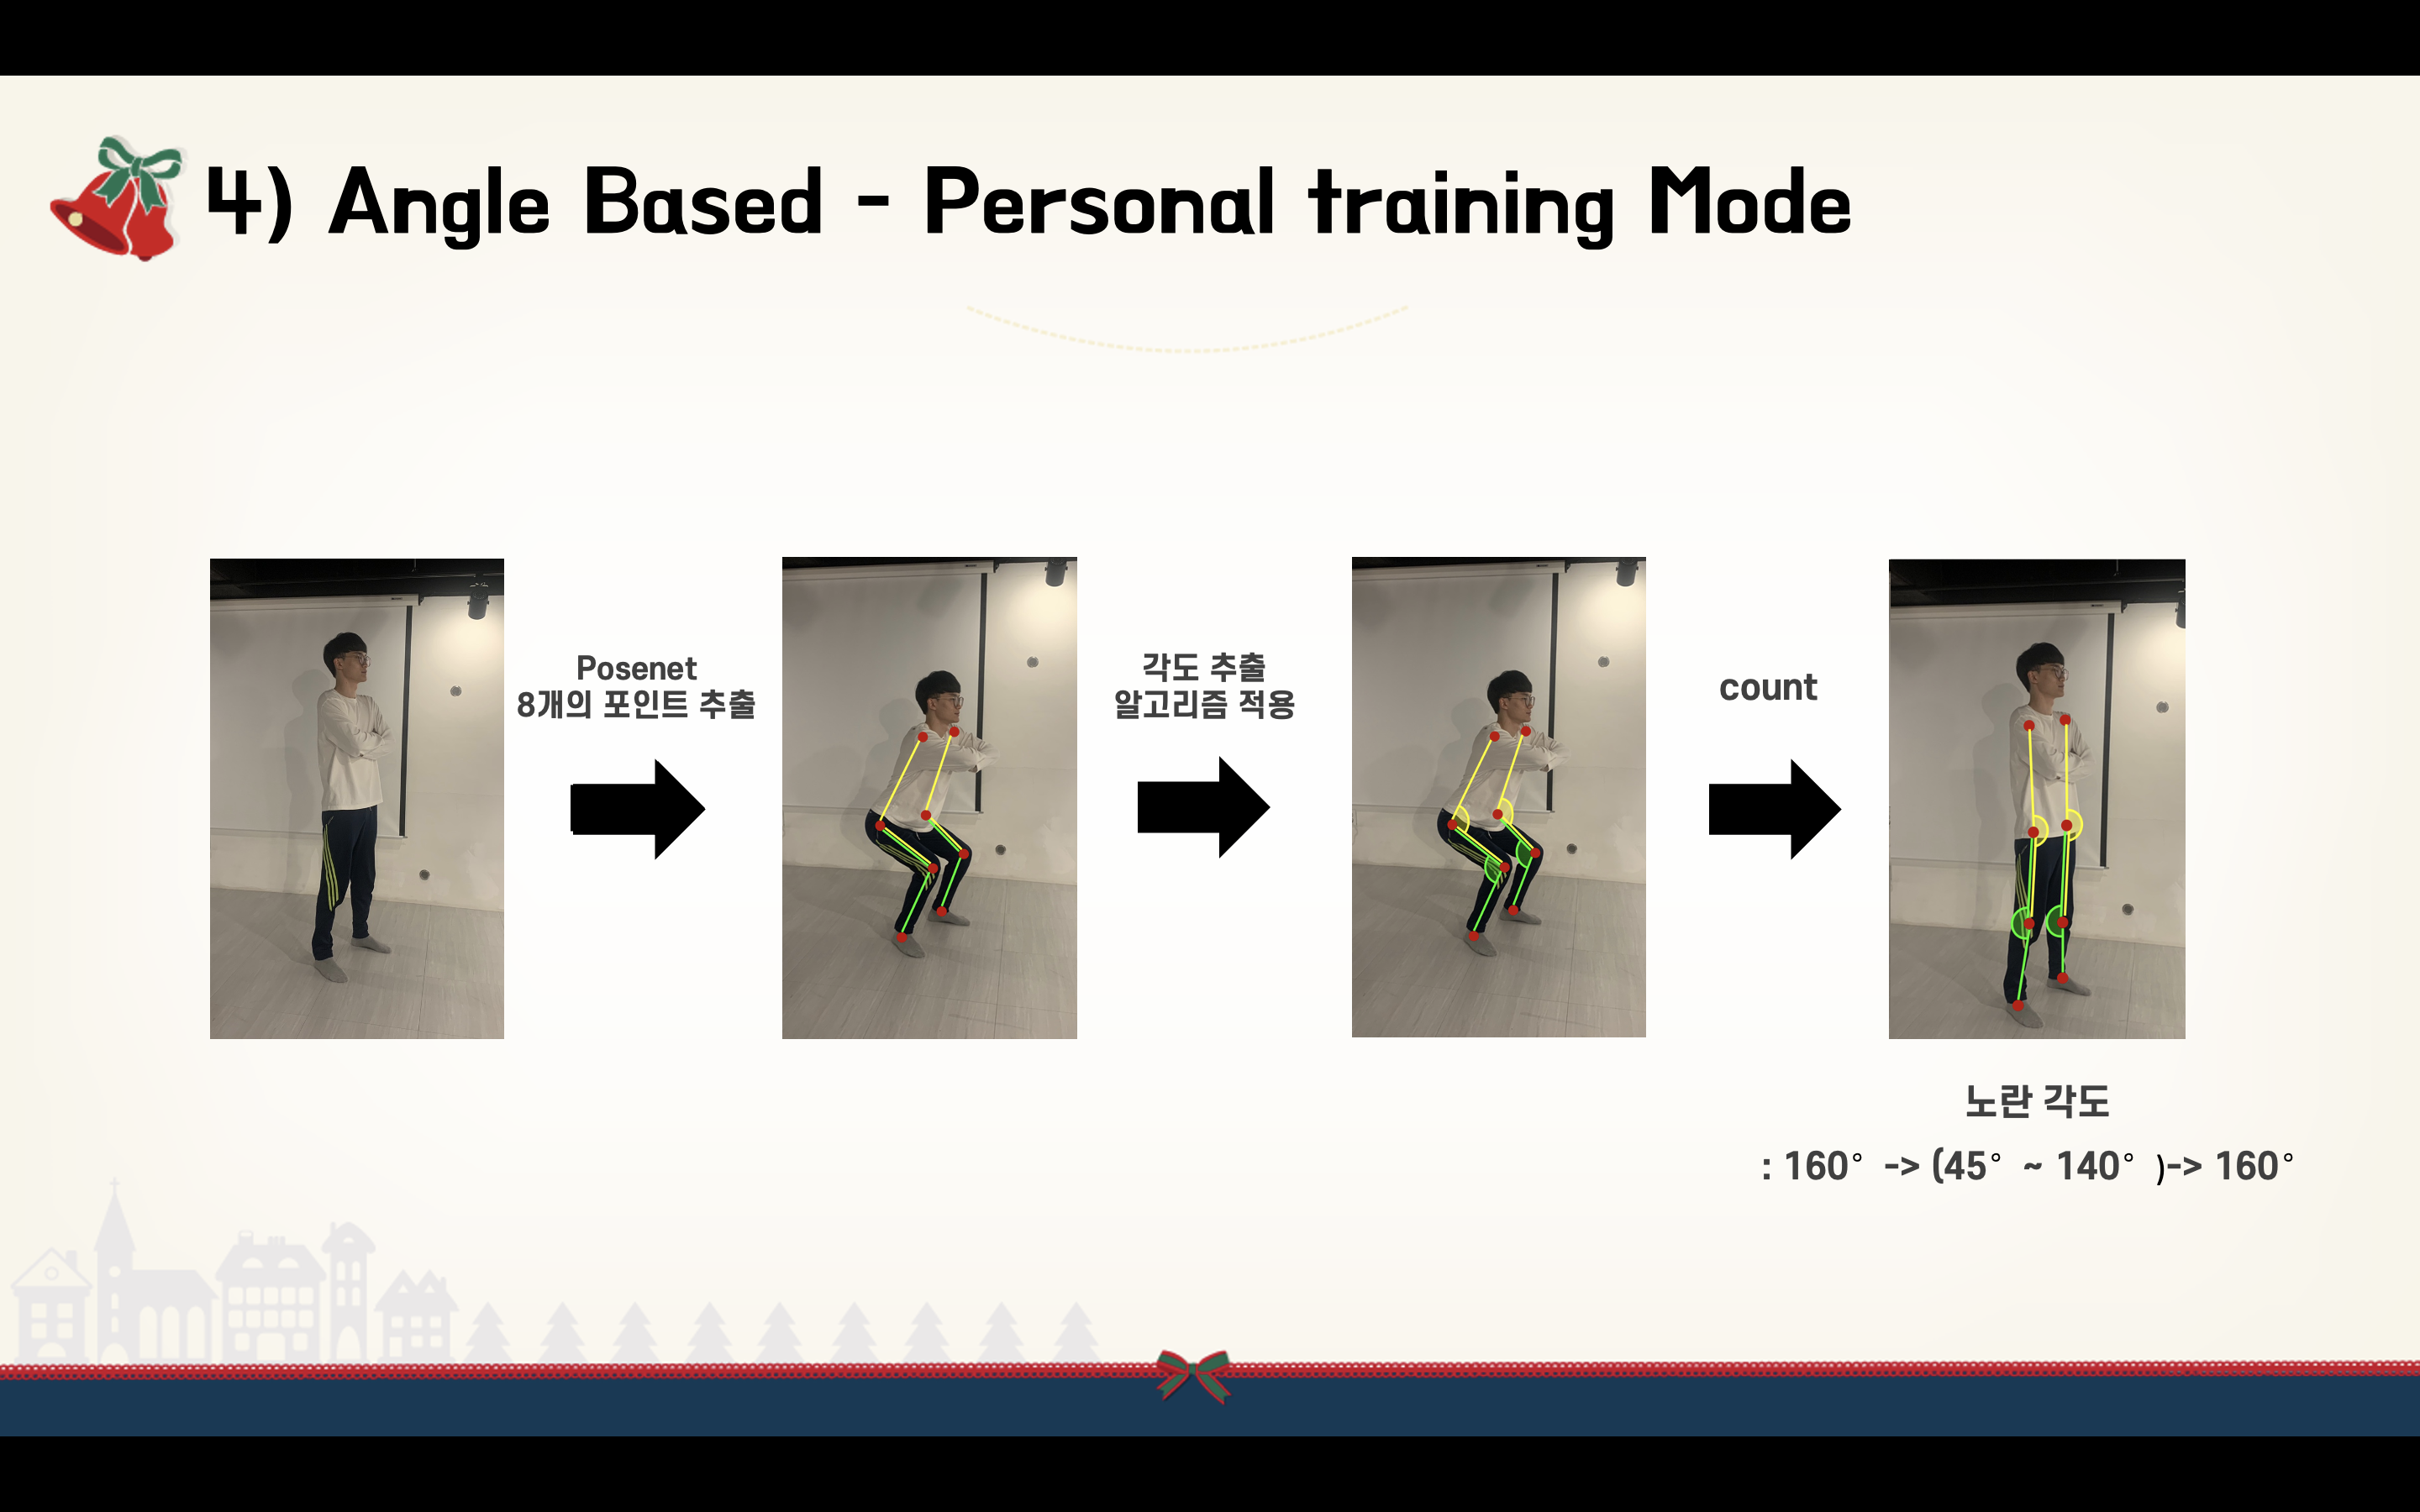 4) Angle Based - Personal training Mode
Posenet
8개의 포인트 추출
각도 추출
알고리즘 적용
count
노란 각도
: 160° -> (45° ~ 140° )-> 160°